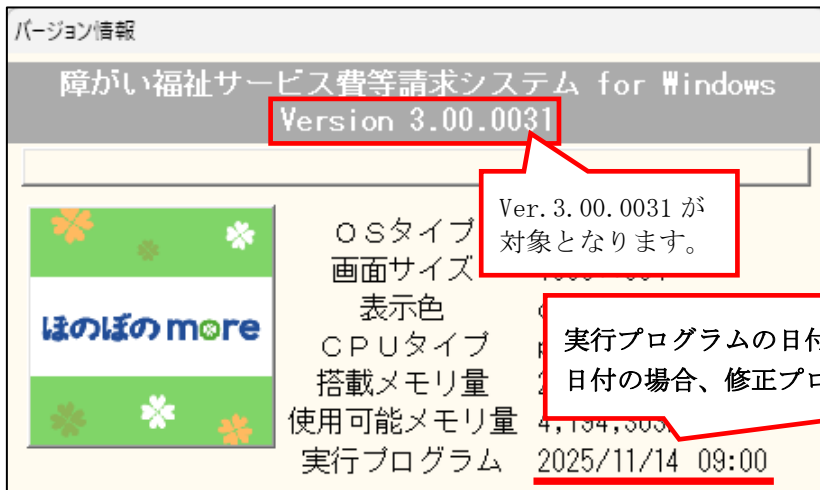 バージョン情報
障がい福祉サービス費等請求システム for Windows
Version 3.00.0031
Ver.3.00.0031 が
対象となります。
OSタイプ
画面サイズ
表示色
CPUタイプ
搭載メモリ量
使用可能メモリ量
実行プログラム 2025/11/14 09:00
ほのぼの more
実行プログラムの日付
日付の場合、修正プロ